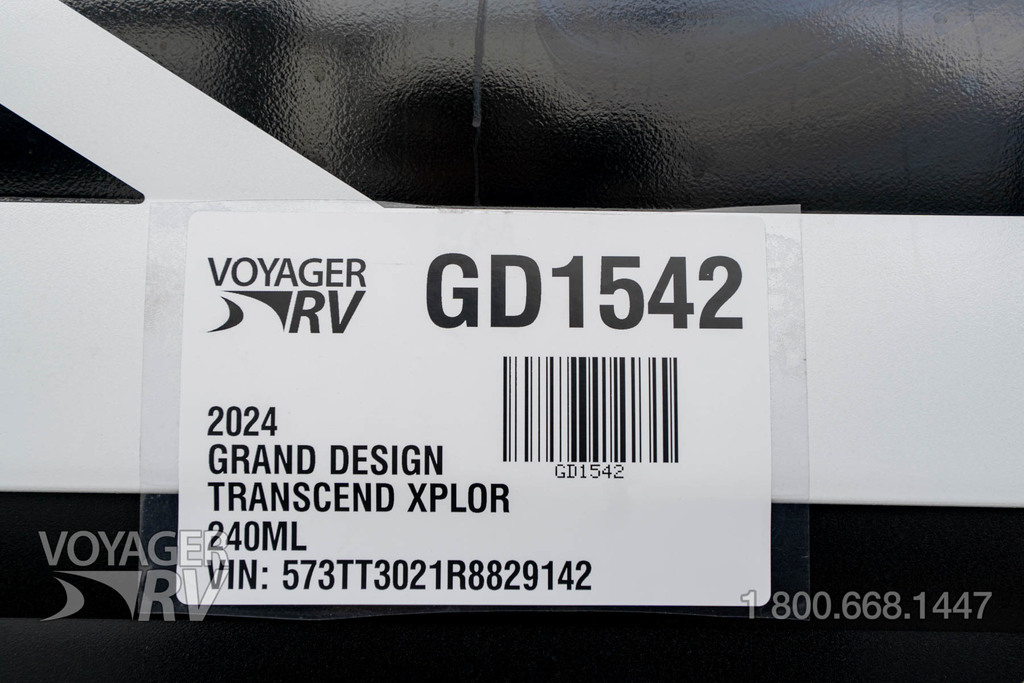 VOYAGER
RV
GD1542
GD1542
2024
GRAND DESIGN
TRANSCEND XPLOR
240ML
VIN: 573TT3021R8829142
VOYAGER
RV
1 800.668.1447